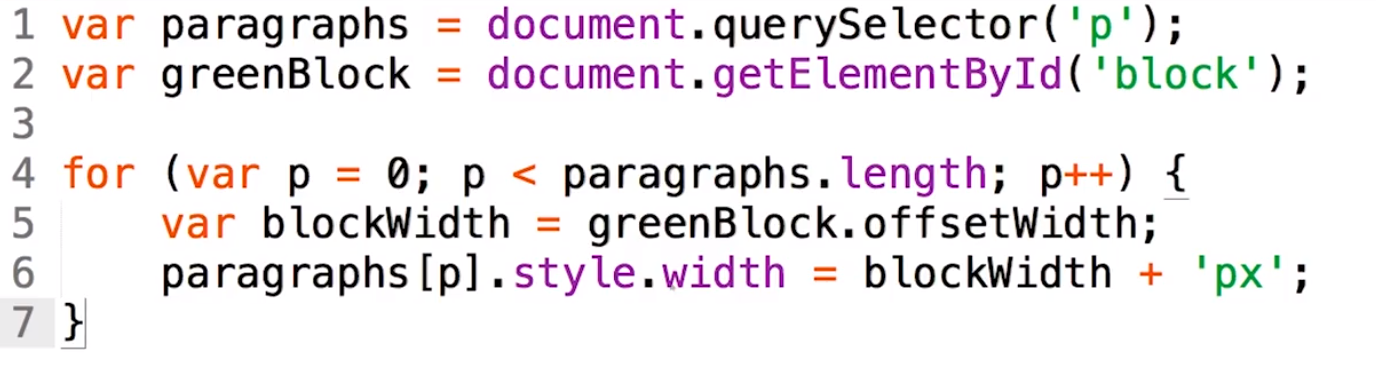 1 var paragraphs = document.querySelector('p');
2 var greenBlock = document.getElementById('block');
3
4 for (var p = 0; p < paragraphs.length; p++) {
5     var blockWidth = greenBlock.offsetWidth;
6     paragraphs[p].style.width = blockWidth + 'px';
7 }